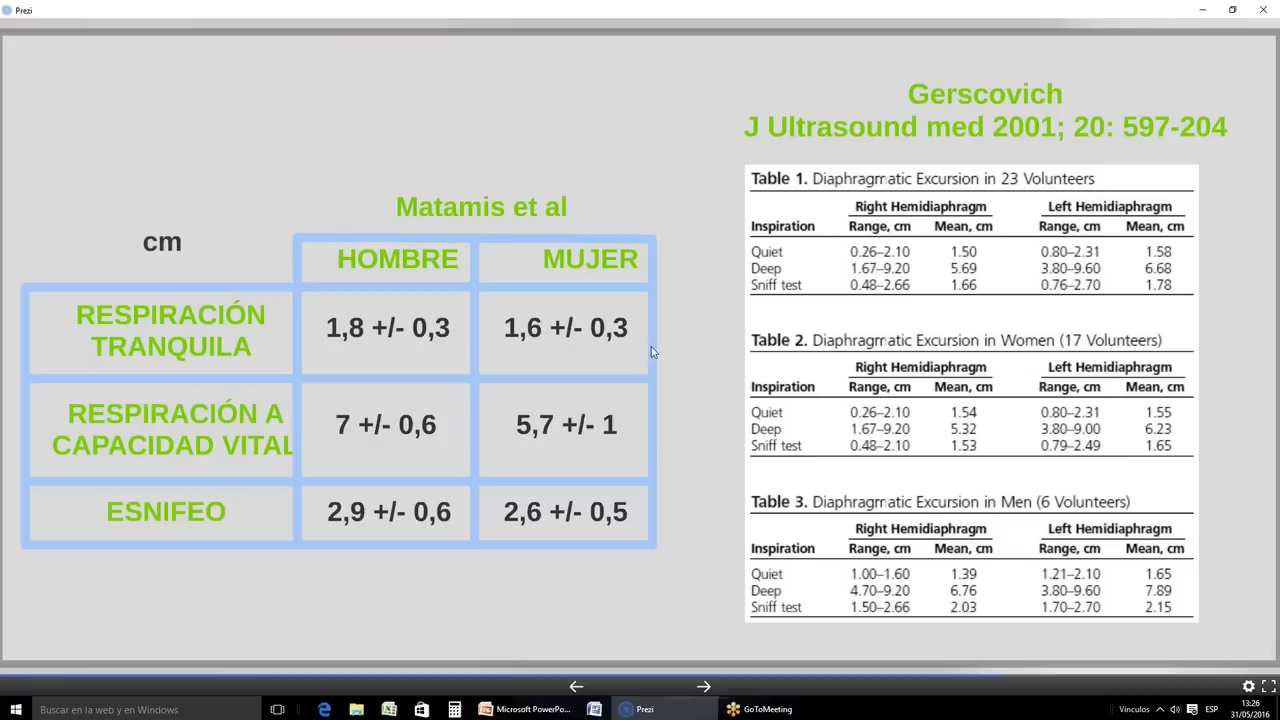 Prezi
Gerscovich
J Ultrasound med 2001; 20: 597-204
Matamis et al
cm
HOMBRE MUJER
RESPIRACIÓN
TRANQUILA
1,8 +/- 0,3 1,6 +/- 0,3
RESPIRACIÓN A
CAPACIDAD VITAL
7 +/- 0,6 5,7 +/- 1
ESNIFEO 2,9 +/- 0,6 2,6 +/- 0,5
Table 1. Diaphragmatic Excursion in 23 Volunteers
Right Hemidiaphragm Left Hemidiaphragm
Inspiration Range, cm Mean, cm Range, cm Mean, cm
Quiet 0.26–2.10 1.50 0.80–2.31 1.58
Deep 1.67–9.20 5.69 3.80–9.60 6.68
Sniff test 0.48–2.66 1.66 0.76–2.70 1.78
Table 2. Diaphragmatic Excursion in Women (17 Volunteers)
Right Hemidiaphragm Left Hemidiaphragm
Inspiration Range, cm Mean, cm Range, cm Mean, cm
Quiet 0.26–2.10 1.54 0.80–2.31 1.55
Deep 1.67–9.20 5.32 3.80–9.00 6.23
Sniff test 0.48–2.10 1.53 0.79–2.49 1.65
Table 3. Diaphragmatic Excursion in Men (6 Volunteers)
Right Hemidiaphragm Left Hemidiaphragm
Inspiration Range, cm Mean, cm Range, cm Mean, cm
Quiet 1.00–1.60 1.39 1.21–2.10 1.65
Deep 4.70–9.20 6.76 3.80–9.60 7.89
Sniff test 1.50–2.66 2.03 1.70–2.70 2.15
Buscar en la web y en Windows
Microsoft PowerPo...
Prezi
GoToMeeting
Vínculos
ESP
13:26
31/05/2016